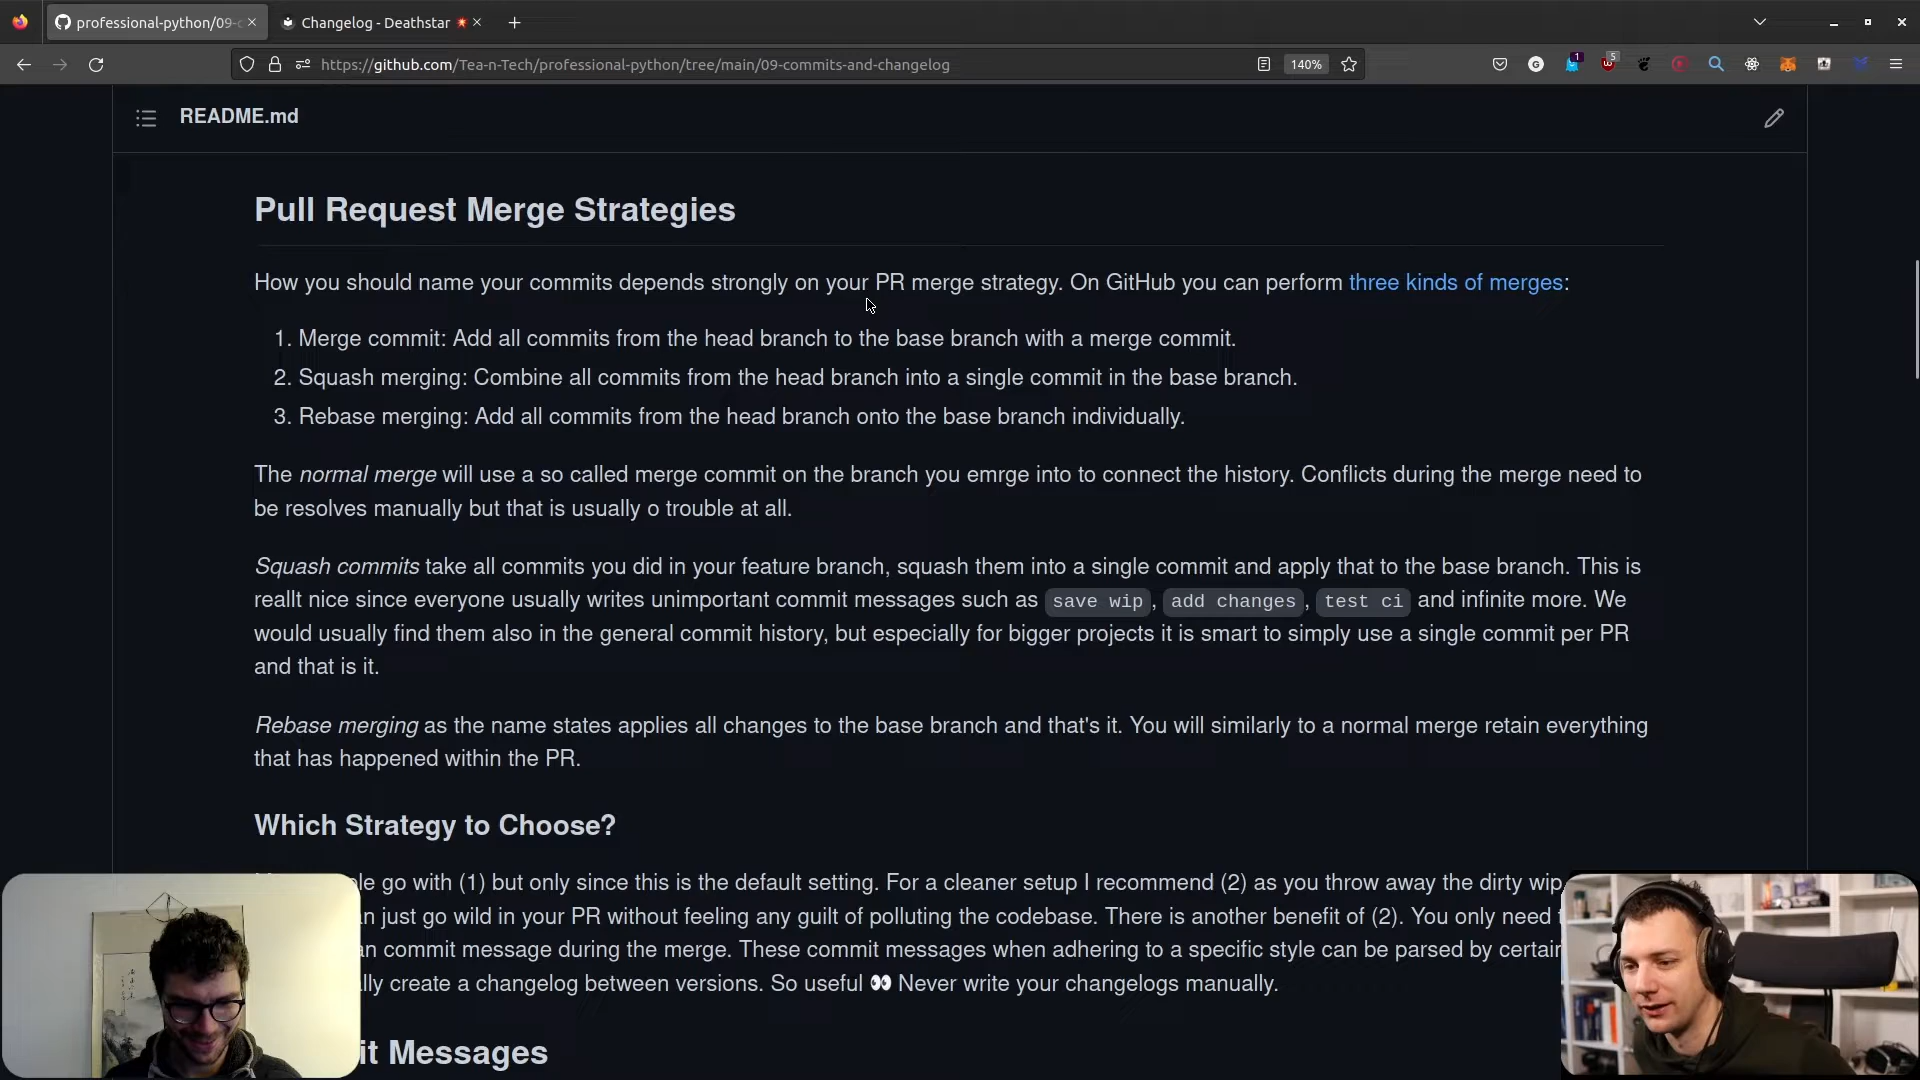 professional-python/09-c
Changelog - Deathstar 💥
https://github.com/Tea-n-Tech/professional-python/tree/main/09-commits-and-changelog
140%
G
1
5
README.md
Pull Request Merge Strategies
How you should name your commits depends strongly on your PR merge strategy. On GitHub you can perform three kinds of merges:
1. Merge commit: Add all commits from the head branch to the base branch with a merge commit.
2. Squash merging: Combine all commits from the head branch into a single commit in the base branch.
3. Rebase merging: Add all commits from the head branch onto the base branch individually.
The normal merge will use a so called merge commit on the branch you emrge into to connect the history. Conflicts during the merge need to
be resolves manually but that is usually o trouble at all.
Squash commits take all commits you did in your feature branch, squash them into a single commit and apply that to the base branch. This is
reallt nice since everyone usually writes unimportant commit messages such as save wip, add changes, test ci and infinite more. We
would usually find them also in the general commit history, but especially for bigger projects it is smart to simply use a single commit per PR
and that is it.
Rebase merging as the name states applies all changes to the base branch and that's it. You will similarly to a normal merge retain everything
that has happened within the PR.
Which Strategy to Choose?
le go with (1) but only since this is the default setting. For a cleaner setup I recommend (2) as you throw away the dirty wip
n just go wild in your PR without feeling any guilt of polluting the codebase. There is another benefit of (2). You only need
an commit message during the merge. These commit messages when adhering to a specific style can be parsed by certain
lly create a changelog between versions. So useful 👀 Never write your changelogs manually.
it Messages